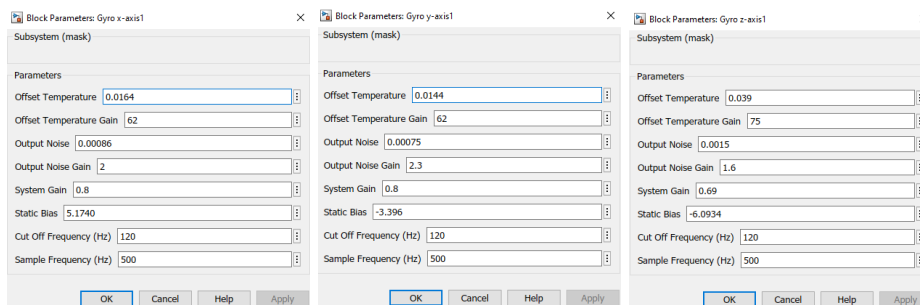 Block Parameters: Gyro x-axis1
Subsystem (mask)
Parameters
Offset Temperature 0.0164
Offset Temperature Gain 62
Output Noise 0.00086
Output Noise Gain 2
System Gain 0.8
Static Bias 5.1740
Cut Off Frequency (Hz) 120
Sample Frequency (Hz) 500
OK Cancel Help Apply
Block Parameters: Gyro y-axis1
Subsystem (mask)
Parameters
Offset Temperature 0.0144
Offset Temperature Gain 62
Output Noise 0.00075
Output Noise Gain 2.3
System Gain 0.8
Static Bias -3.396
Cut Off Frequency (Hz) 120
Sample Frequency (Hz) 500
OK Cancel Help Apply
Block Parameters: Gyro z-axis1
Subsystem (mask)
Parameters
Offset Temperature 0.039
Offset Temperature Gain 75
Output Noise 0.0015
Output Noise Gain 1.6
System Gain 0.69
Static Bias -6.0934
Cut Off Frequency (Hz) 120
Sample Frequency (Hz) 500
OK Cancel Help Apply